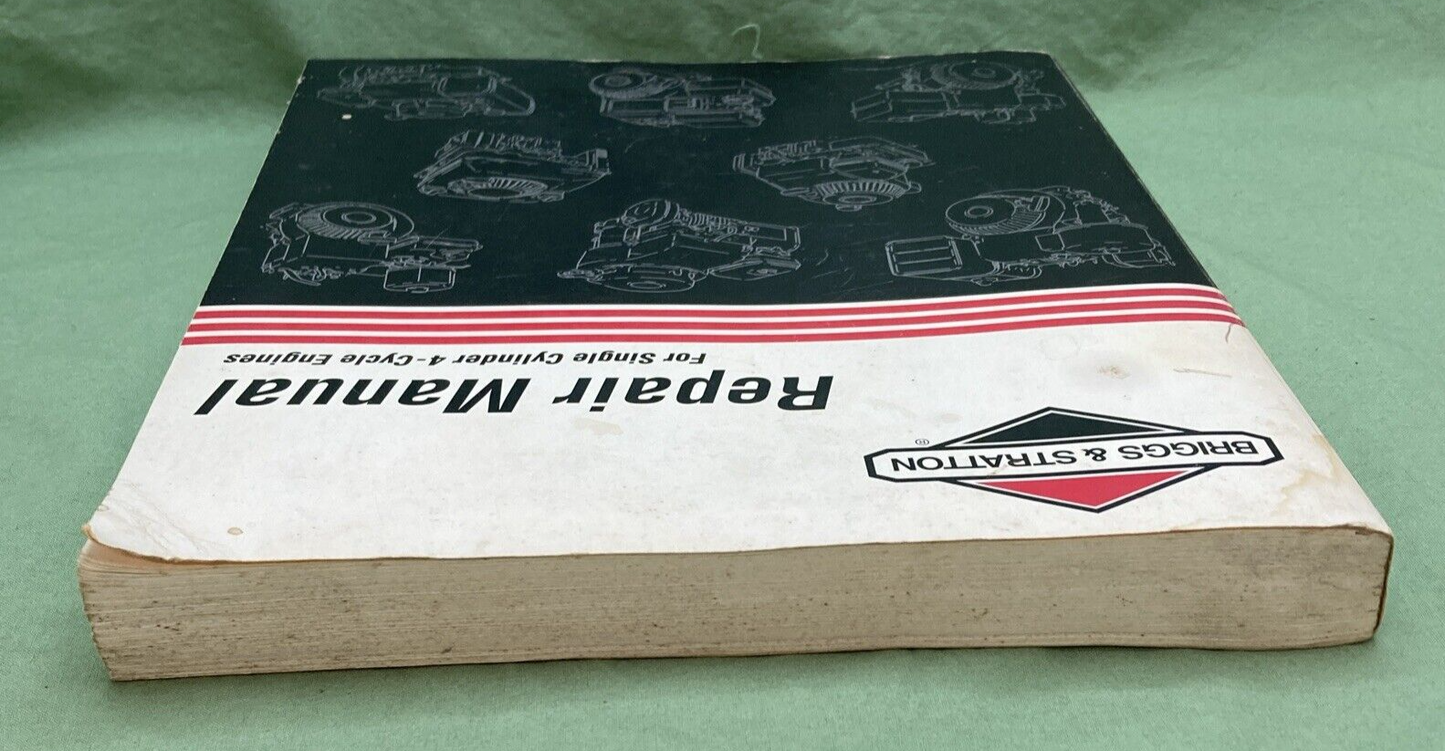 BRIGGS & STRATTON
®
Repair Manual
For Single Cylinder 4-Cycle Engines